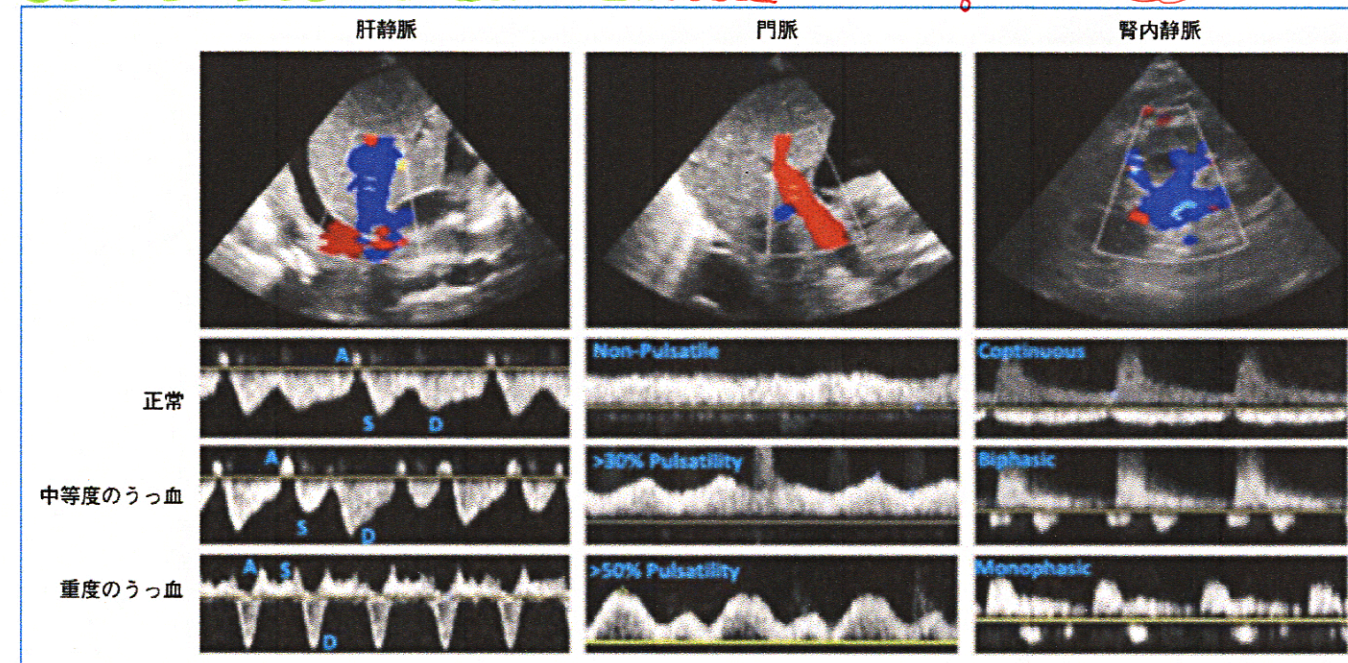 肝静脈
門脈
腎内静脈
正常
A
S
D
Non-Pulsatile
Continuous
中等度のうっ血
A
S
D
>30% Pulsatility
Biphasic
重度のうっ血
A
S
D
>50% Pulsatility
Monophasic